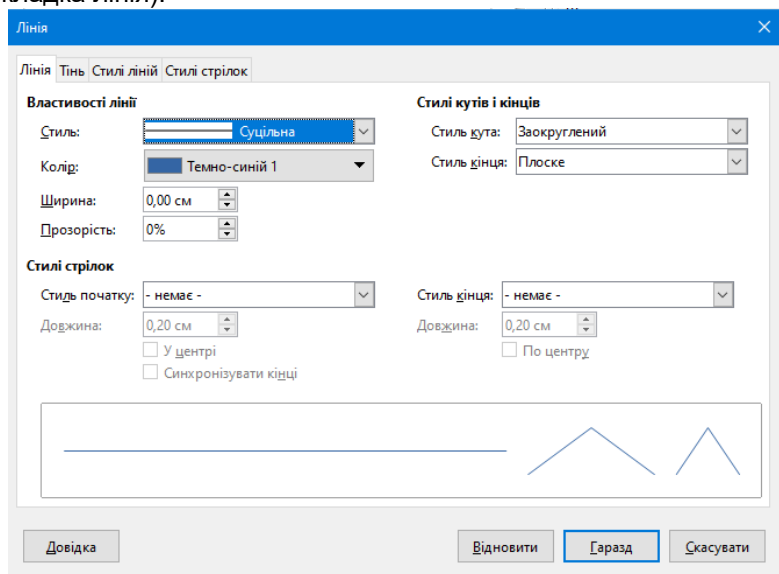 кладка лінія).
Лінія
Лінія Тінь Стилі ліній Стилі стрілок
Властивості лінії
Стилі кутів і кінців
Стиль: Суцільна
Стиль кута: Заокруглений
Колір: Темно-синій 1
Стиль кінця: Плоске
Ширина: 0,00 см
Прозорість: 0%
Стилі стрілок
Стиль початку: - немає -
Стиль кінця: - немає -
Довжина: 0,20 см
Довжина: 0,20 см
У центрі
По центру
Синхронізувати кінці
Довідка Відновити Гаразд Скасувати